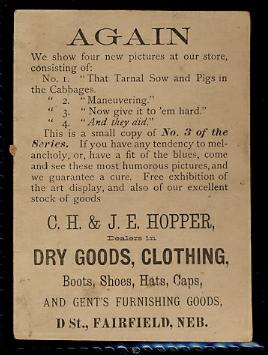 AGAIN
We show four new pictures at our store,
consisting of:
No. 1. "That Tarnal Sow and Pigs in
the Cabbages.
" 2. "Maneuvering."
" 3. "Now give it to 'em hard."
" 4. "And they did."
This is a small copy of No. 3 of the
Series. If you have any tendency to mel-
ancholy, or, have a fit of the blues, come
and see these most humorous pictures, and
we guarantee a cure. Free exhibition of
the art display, and also of our excellent
stock of goods
C. H. & J. E. HOPPER,
Dealers in
DRY GOODS, CLOTHING,
Boots, Shoes, Hats, Caps,
AND GENT'S FURNISHING GOODS,
D St., FAIRFIELD, NEB.